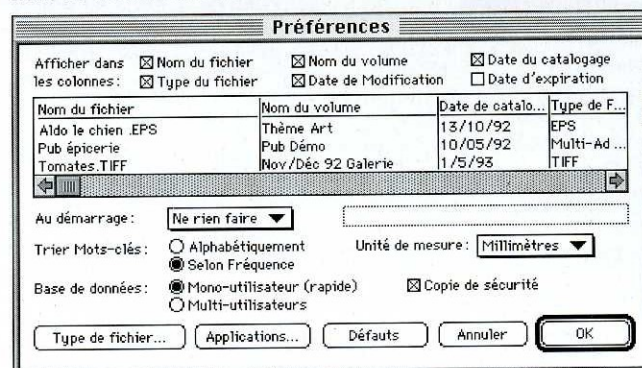 Préférences
Afficher dans ☒ Nom du fichier ☒ Nom du volume ☒ Date du catalogage
les colonnes : ☒ Type du fichier ☒ Date de Modification ☐ Date d'expiration
Nom du fichier Nom du volume Date de catalo... Type de F...
Aldo le chien .EPS Thème Art 13/10/92 EPS
Pub épicerie Pub Démo 10/05/92 Multi-Ad ...
Tomates.TIFF Nov/Déc 92 Galerie 1/5/93 TIFF
Au démarrage : Ne rien faire
Trier Mots-clés : Alphabétiquement Unité de mesure : Millimètres
Selon Fréquence
Base de données : Mono-utilisateur (rapide) ☒ Copie de sécurité
Multi-utilisateurs
Type de fichier... Applications... Défauts Annuler OK